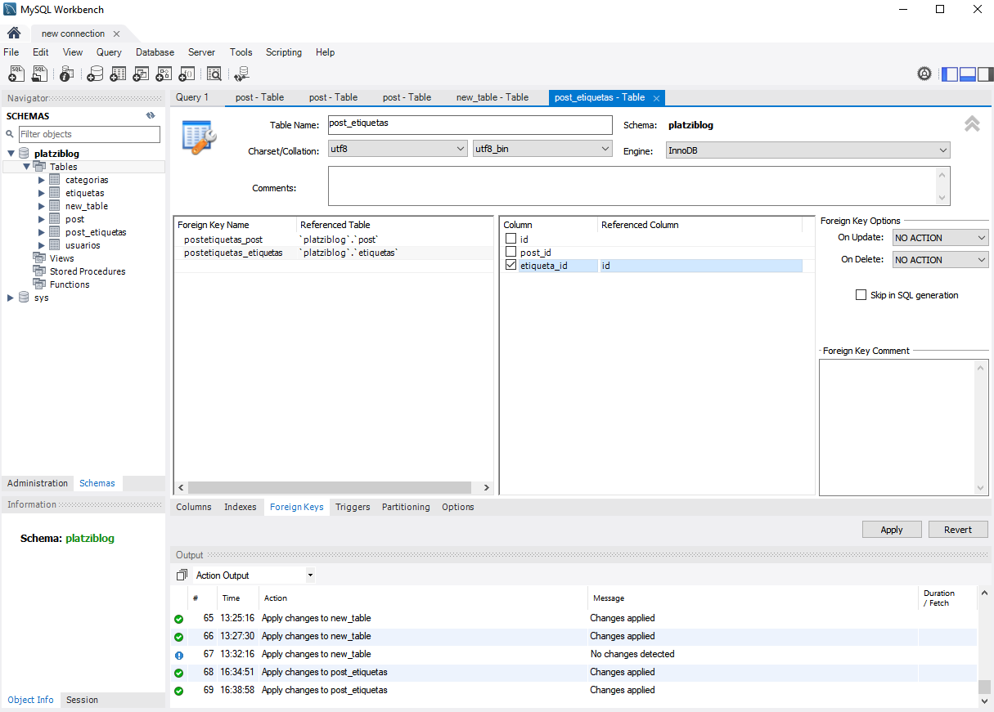 MySQL Workbench
new connection
File Edit View Query Database Server Tools Scripting Help
Navigator
SCHEMAS
Filter objects
platziblog
Tables
categorias
etiquetas
new_table
post
post_etiquetas
usuarios
Views
Stored Procedures
Functions
sys
Administration Schemas
Information
Schema: platziblog
Object Info Session
Query 1 post - Table post - Table post - Table new_table - Table post_etiquetas - Table
Table Name: post_etiquetas Schema: platziblog
Charset/Collation: utf8 utf8_bin Engine: InnoDB
Comments:
Foreign Key Name Referenced Table
postetiquetas_post `platziblog`.`post`
postetiquetas_etiquetas `platziblog`.`etiquetas`
Column Referenced Column
id
post_id
etiqueta_id id
Foreign Key Options
On Update: NO ACTION
On Delete: NO ACTION
Skip in SQL generation
Foreign Key Comment
Columns Indexes Foreign Keys Triggers Partitioning Options
Apply Revert
Output
Action Output
# Time Action Message Duration / Fetch
65 13:25:16 Apply changes to new_table Changes applied
66 13:27:30 Apply changes to new_table Changes applied
67 13:32:16 Apply changes to new_table No changes detected
68 16:34:51 Apply changes to post_etiquetas Changes applied
69 16:38:58 Apply changes to post_etiquetas Changes applied